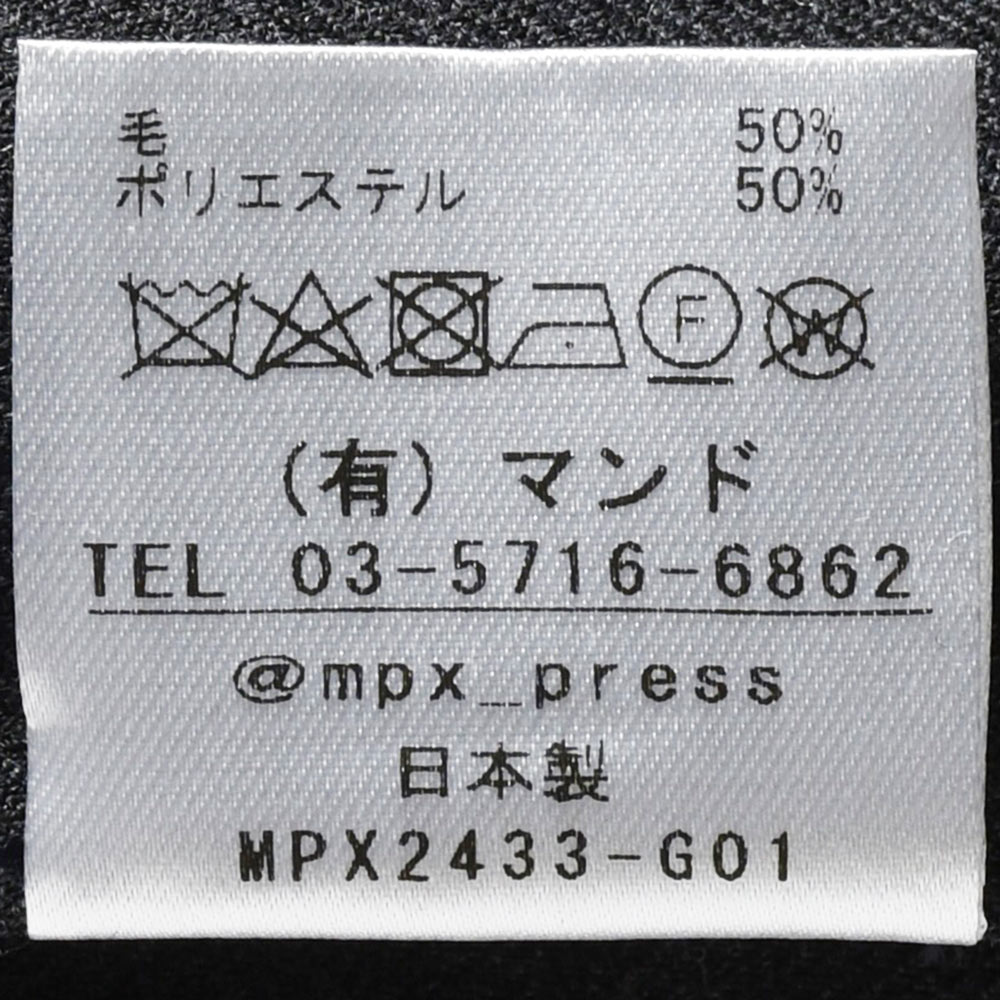 毛 50%
ポリエステル 50%
F W
(有) マンド
TEL 03-5716-6862
@mpx_press
日本製
MPX2433-G01